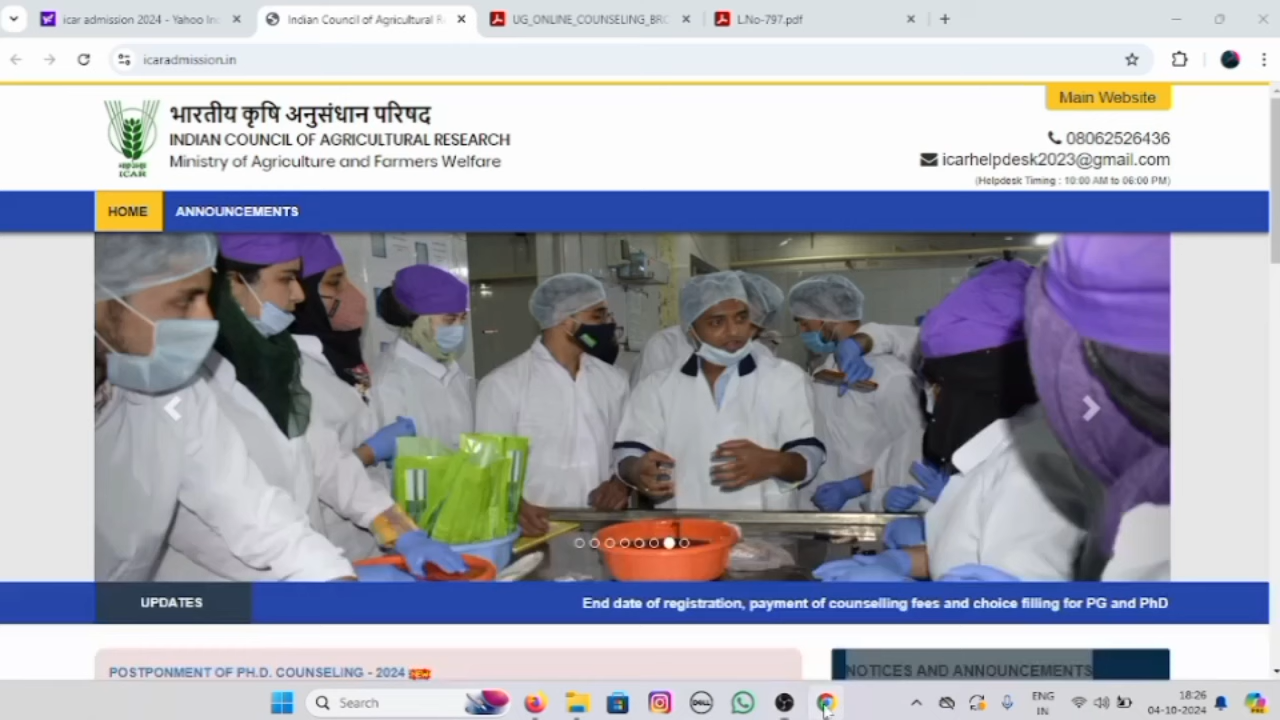 icar admission 2024 - Yahoo In
Indian Council of Agricultural R
UG_ONLINE_COUNSELING_BRO
L.No-797.pdf
icaradmission.in
Main Website
भारतीय कृषि अनुसंधान परिषद
INDIAN COUNCIL OF AGRICULTURAL RESEARCH
Ministry of Agriculture and Farmers Welfare
ICAR
08062526436
icarhelpdesk2023@gmail.com
(Helpdesk Timing : 10:00 AM to 06:00 PM)
HOME
ANNOUNCEMENTS
UPDATES
End date of registration, payment of counselling fees and choice filling for PG and PhD
POSTPONMENT OF PH.D. COUNSELING - 2024
NOTICES AND ANNOUNCEMENTS
Search
DELL
ENG
IN
18:26
04-10-2024